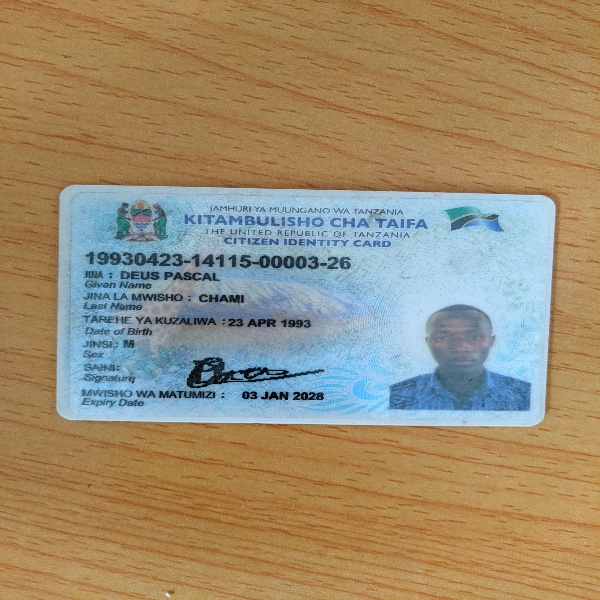 JAMHURI YA MUUNGANO WA TANZANIA
KITAMBULISHO CHA TAIFA
THE UNITED REPUBLIC OF TANZANIA
CITIZEN IDENTITY CARD
19930423-14115-00003-26
JINA : DEUS PASCAL
Given Name
JINA LA MWISHO : CHAMI
Last Name
TAREHE YA KUZALIWA : 23 APR 1993
Date of Birth
JINSI : M
Sex
SAINI:
Signature
MWISHO WA MATUMIZI : 03 JAN 2028
Expiry Date